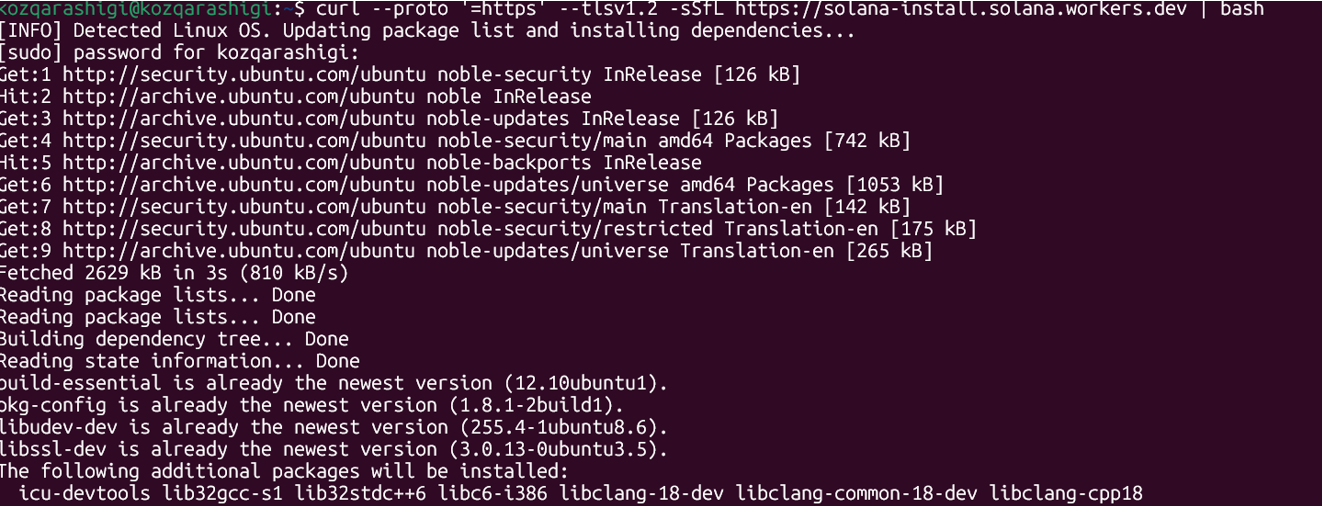 kozqarashigi@kozqarashigi:~$ curl --proto '=https' --tlsv1.2 -sSfL https://solana-install.solana.workers.dev | bash
[INFO] Detected Linux OS. Updating package list and installing dependencies...
[sudo] password for kozqarashigi:
Get:1 http://security.ubuntu.com/ubuntu noble-security InRelease [126 kB]
Hit:2 http://archive.ubuntu.com/ubuntu noble InRelease
Get:3 http://archive.ubuntu.com/ubuntu noble-updates InRelease [126 kB]
Get:4 http://security.ubuntu.com/ubuntu noble-security/main amd64 Packages [742 kB]
Hit:5 http://archive.ubuntu.com/ubuntu noble-backports InRelease
Get:6 http://archive.ubuntu.com/ubuntu noble-updates/universe amd64 Packages [1053 kB]
Get:7 http://security.ubuntu.com/ubuntu noble-security/main Translation-en [142 kB]
Get:8 http://security.ubuntu.com/ubuntu noble-security/restricted Translation-en [175 kB]
Get:9 http://archive.ubuntu.com/ubuntu noble-updates/universe Translation-en [265 kB]
Fetched 2629 kB in 3s (810 kB/s)
Reading package lists... Done
Reading package lists... Done
Building dependency tree... Done
Reading state information... Done
build-essential is already the newest version (12.10ubuntu1).
pkg-config is already the newest version (1.8.1-2build1).
libudev-dev is already the newest version (255.4-1ubuntu8.6).
libssl-dev is already the newest version (3.0.13-0ubuntu3.5).
The following additional packages will be installed:
  icu-devtools lib32gcc-s1 lib32stdc++6 libc6-i386 libclang-18-dev libclang-common-18-dev libclang-cpp18